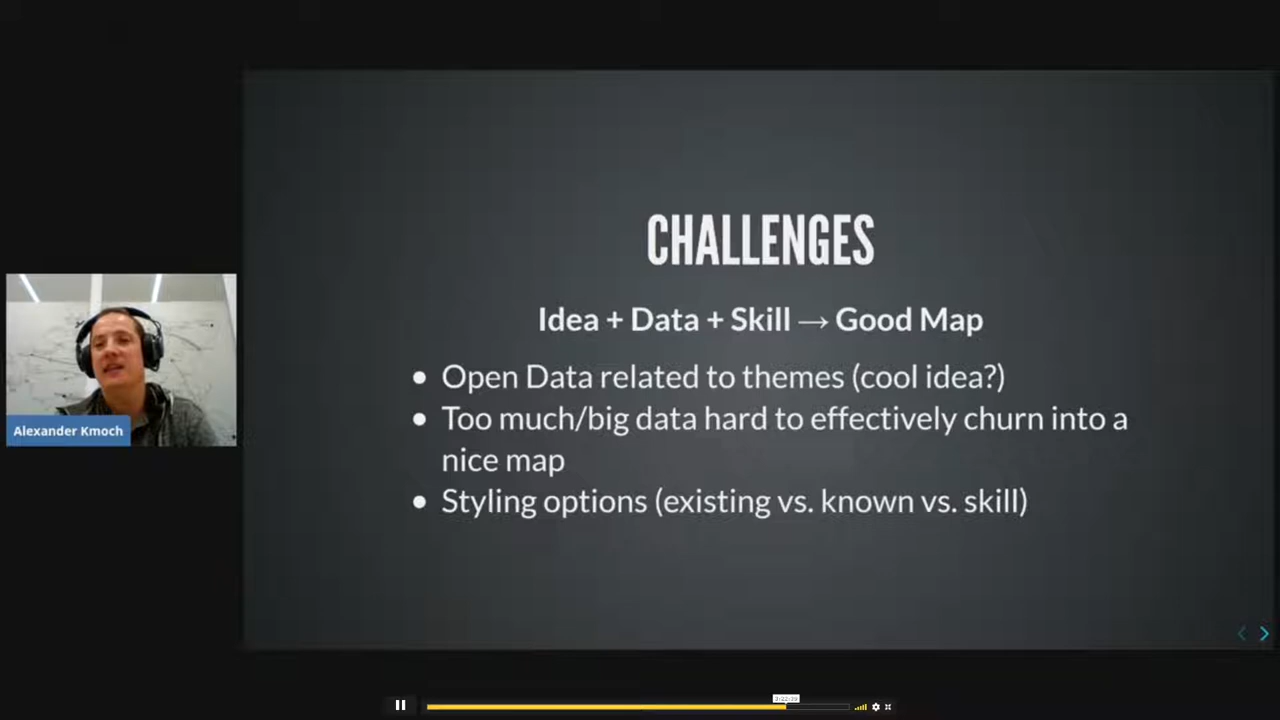 CHALLENGES
Idea + Data + Skill → Good Map
• Open Data related to themes (cool idea?)
• Too much/big data hard to effectively churn into a
nice map
• Styling options (existing vs. known vs. skill)
Alexander Kmoch